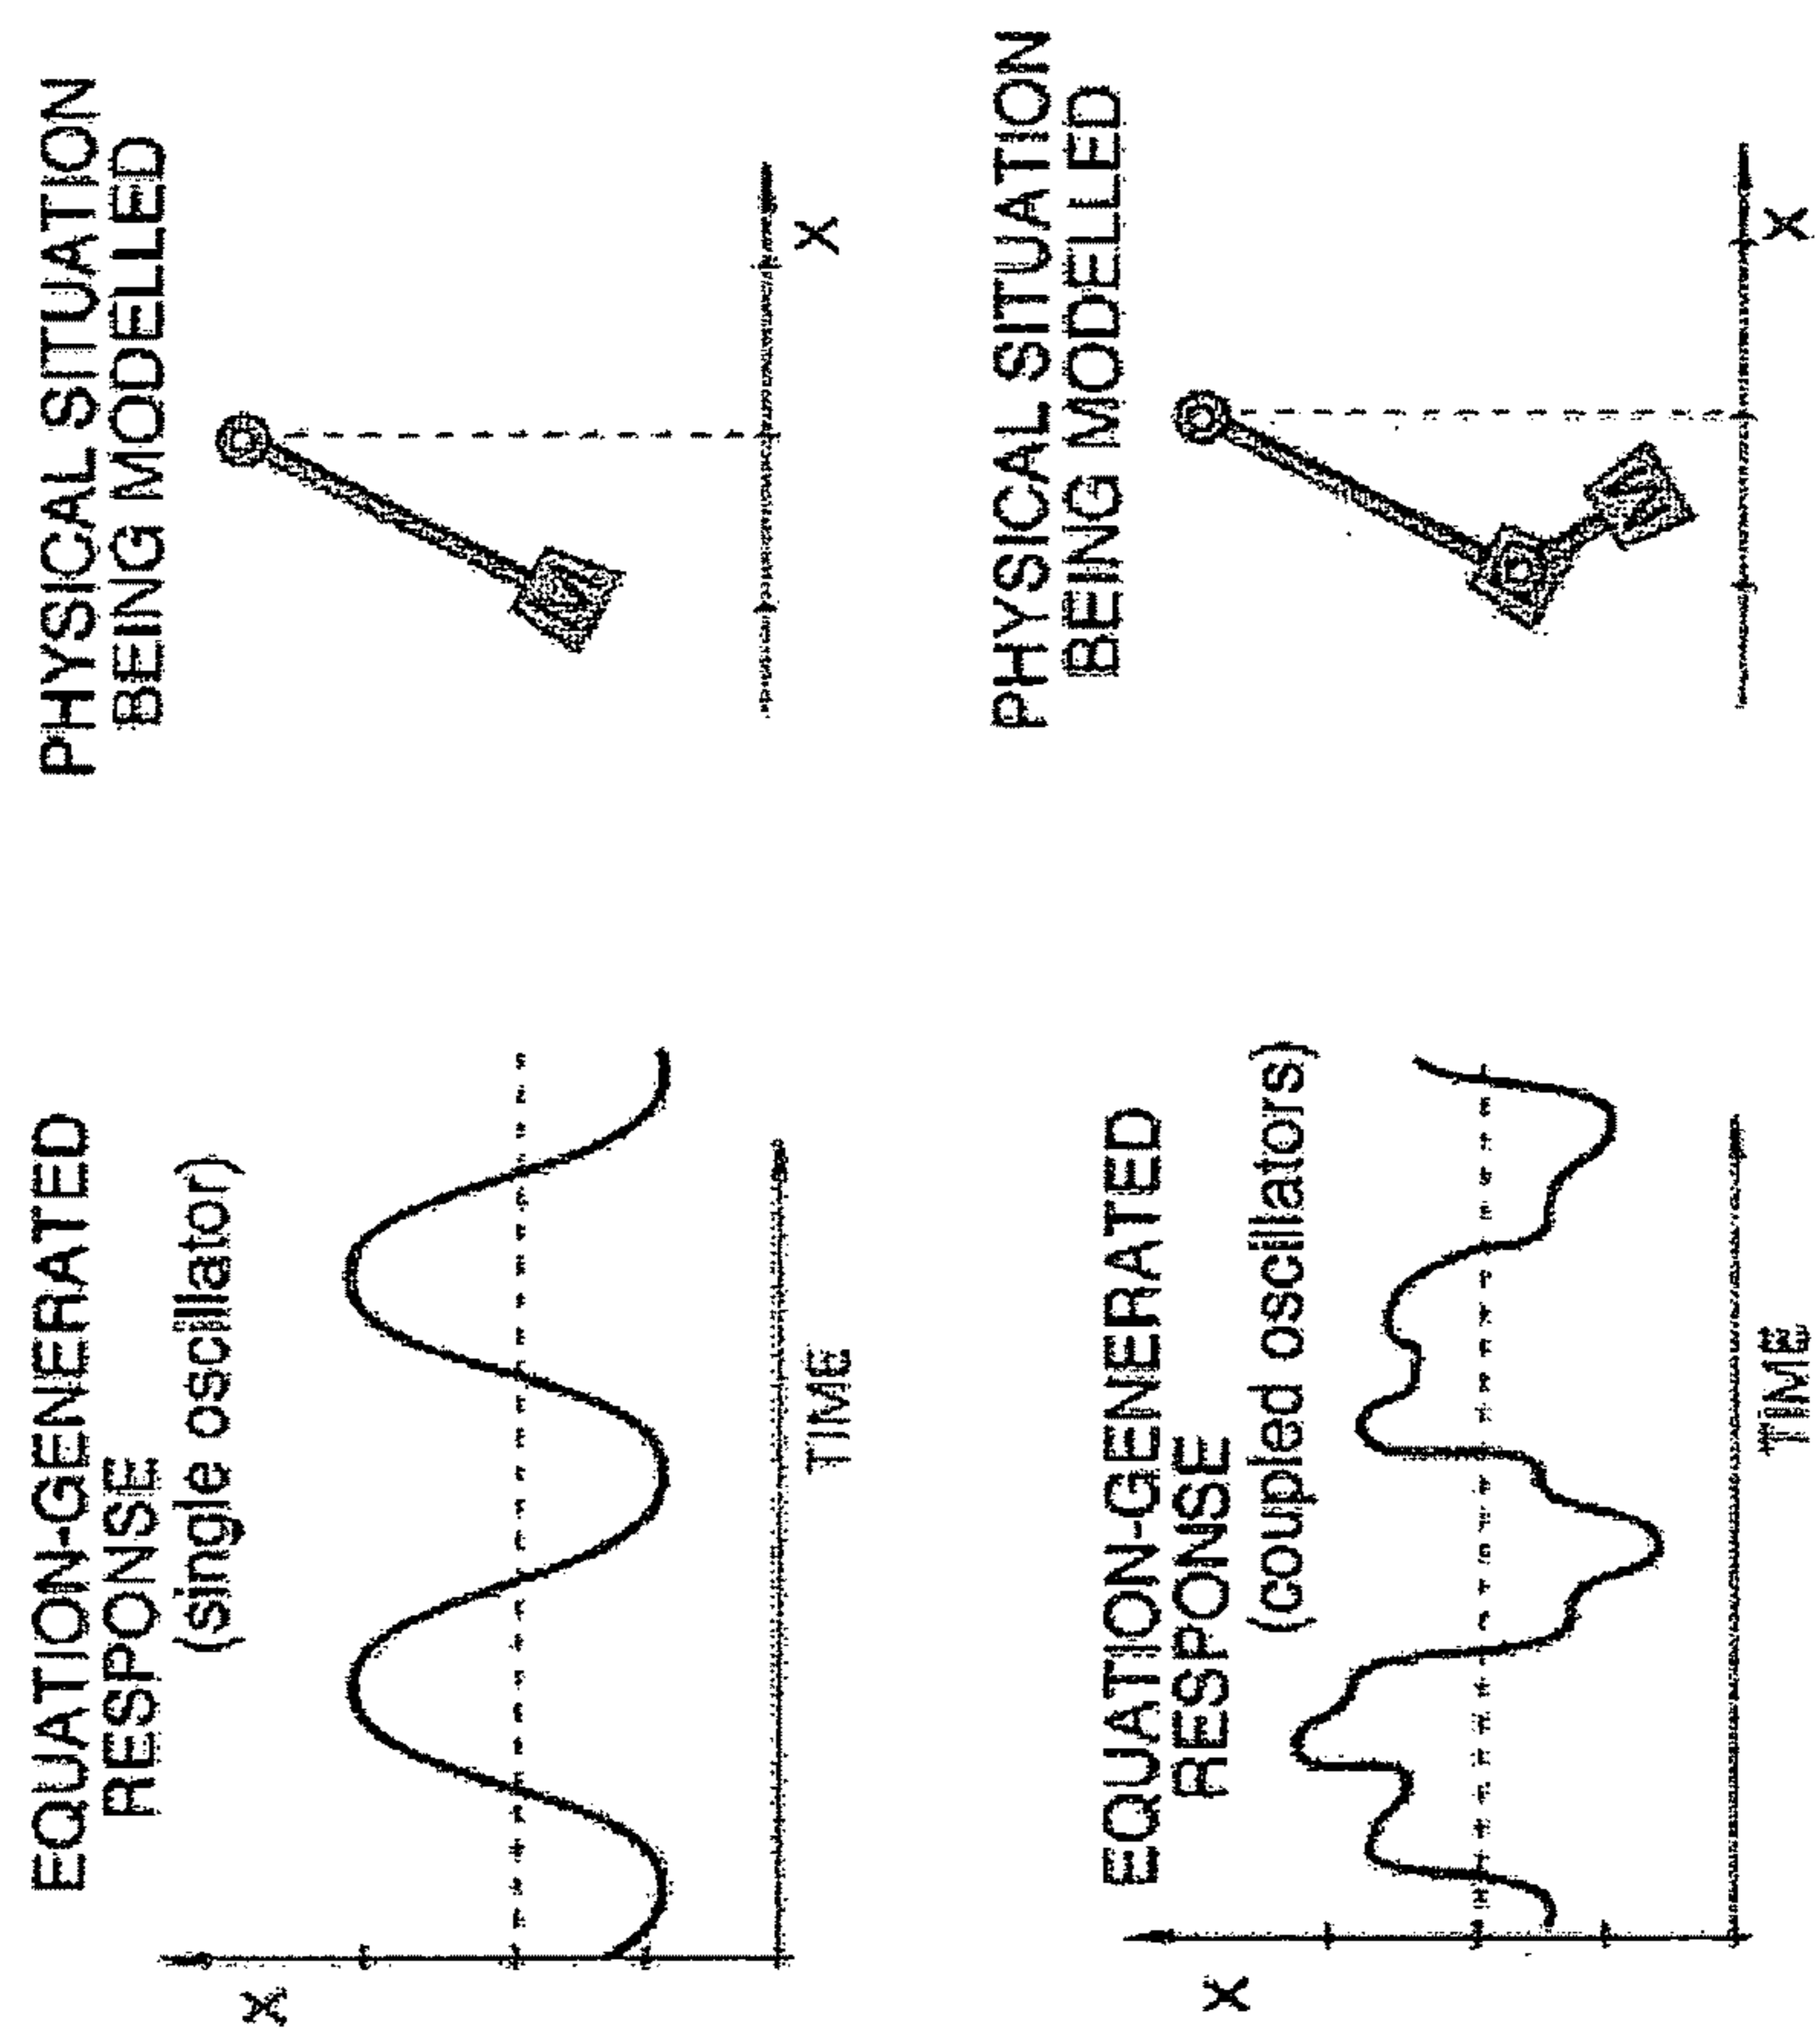 EQUATION-GENERATED
RESPONSE
(single oscillator)
X
TIME
PHYSICAL SITUATION
BEING MODELLED
M
X
EQUATION-GENERATED
RESPONSE
(coupled oscillators)
X
TIME
PHYSICAL SITUATION
BEING MODELLED
M
X